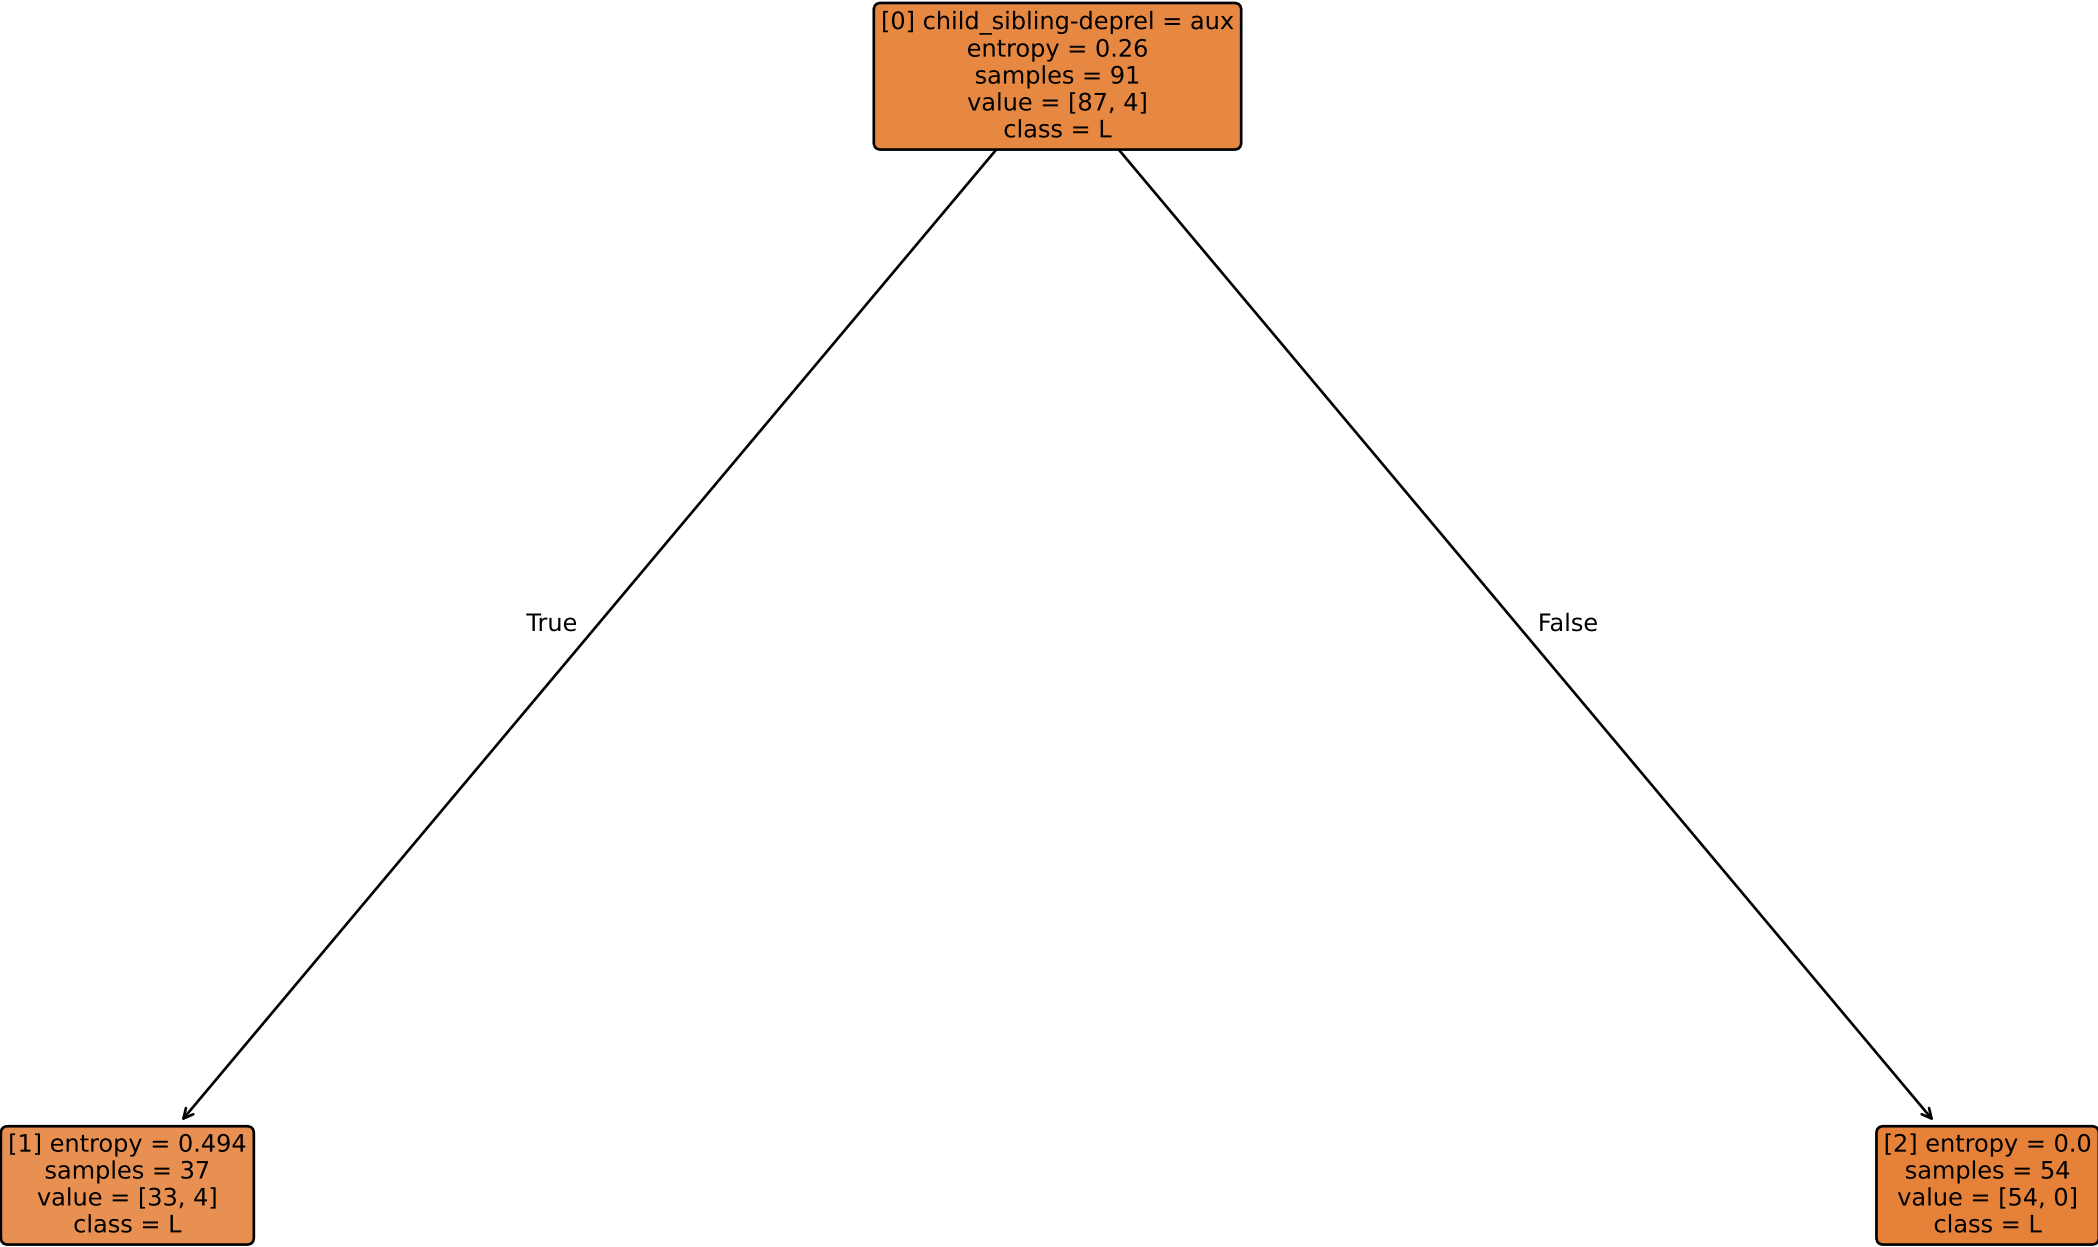 [0] child_sibling-deprel = aux
entropy = 0.26
samples = 91
value = [87, 4]
class = L
True
False
[1] entropy = 0.494
samples = 37
value = [33, 4]
class = L
[2] entropy = 0.0
samples = 54
value = [54, 0]
class = L